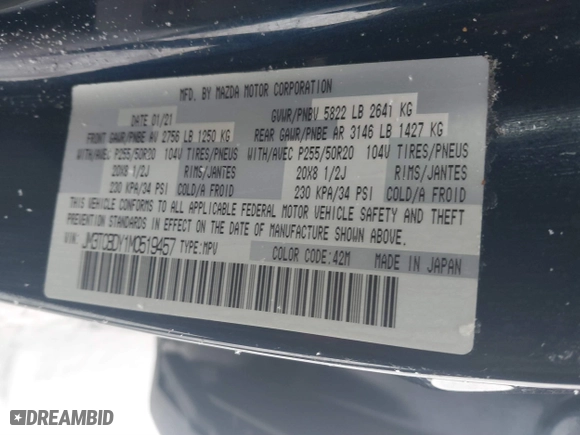 MFD. BY MAZDA MOTOR CORPORATION
DATE 01/21 GVWR/PNBV 5822 LB 2641 KG
FRONT GAWR/PNBE AV 2756 LB 1250 KG REAR GAWR/PNBE AR 3146 LB 1427 KG
WITH/AVEC P255/50R20 104V TIRES/PNEUS WITH/AVEC P255/50R20 104V TIRES/PNEUS
20X8 1/2J RIMS/JANTES 20X8 1/2J RIMS/JANTES
230 KPA/34 PSI COLD/A FROID 230 KPA/34 PSI COLD/A FROID
THIS VEHICLE CONFORMS TO ALL APPLICABLE FEDERAL MOTOR VEHICLE SAFETY AND THEFT
PREVENTION STANDARDS IN EFFECT ON THE DATE OF MANUFACTURE SHOWN ABOVE.
VIN: JM3TCBDY1M0519457 TYPE:MPV COLOR CODE:42M MADE IN JAPAN
DREAMBID